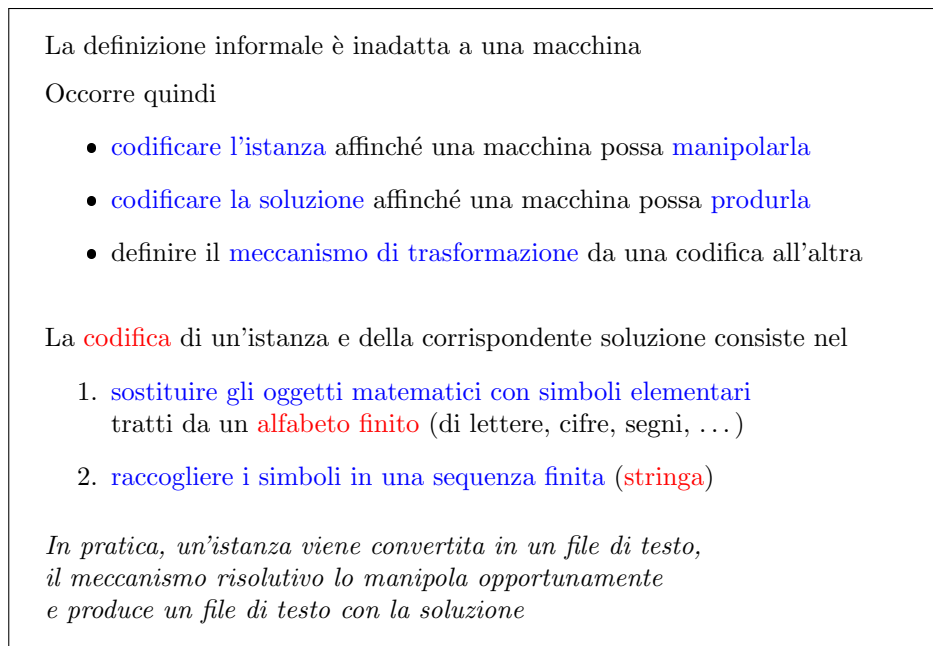 La definizione informale è inadatta a una macchina
Occorre quindi
• codificare l'istanza affinché una macchina possa manipolarla
• codificare la soluzione affinché una macchina possa produrla
• definire il meccanismo di trasformazione da una codifica all'altra
La codifica di un'istanza e della corrispondente soluzione consiste nel
1. sostituire gli oggetti matematici con simboli elementari
tratti da un alfabeto finito (di lettere, cifre, segni, ...)
2. raccogliere i simboli in una sequenza finita (stringa)
In pratica, un'istanza viene convertita in un file di testo,
il meccanismo risolutivo lo manipola opportunamente
e produce un file di testo con la soluzione